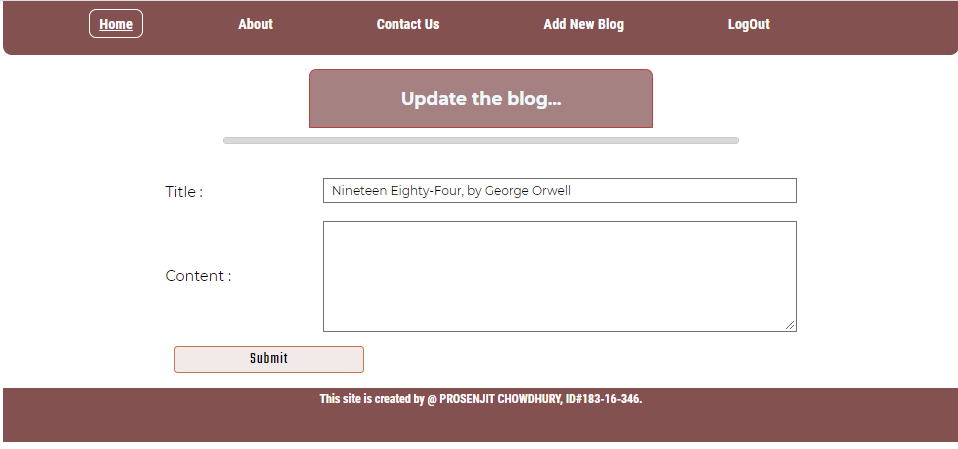 Home About Contact Us Add New Blog LogOut
Update the blog...
Title : Nineteen Eighty-Four, by George Orwell
Content :
Submit
This site is created by @ PROSENJIT CHOWDHURY, ID#183-16-346.